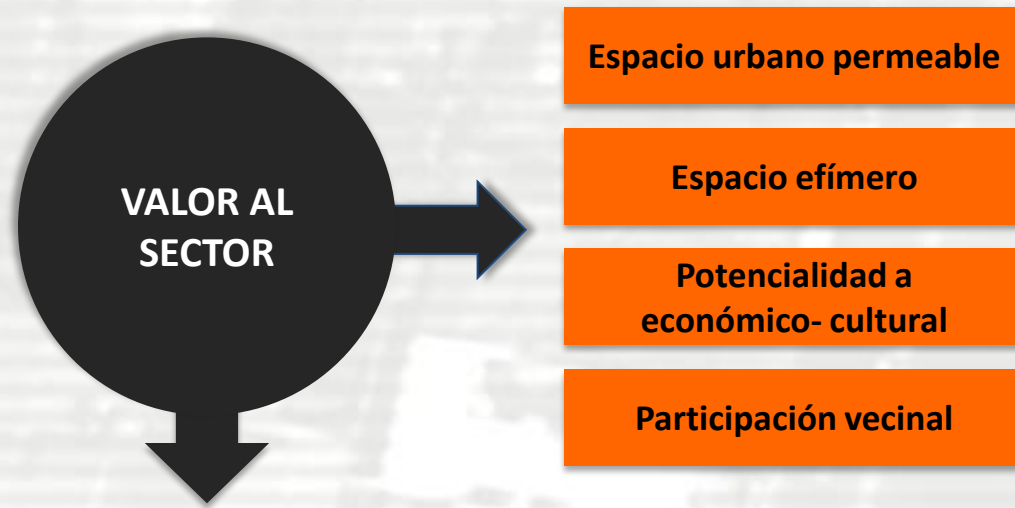 VALOR AL
SECTOR
Espacio urbano permeable
Espacio efímero
Potencialidad a
económico- cultural
Participación vecinal